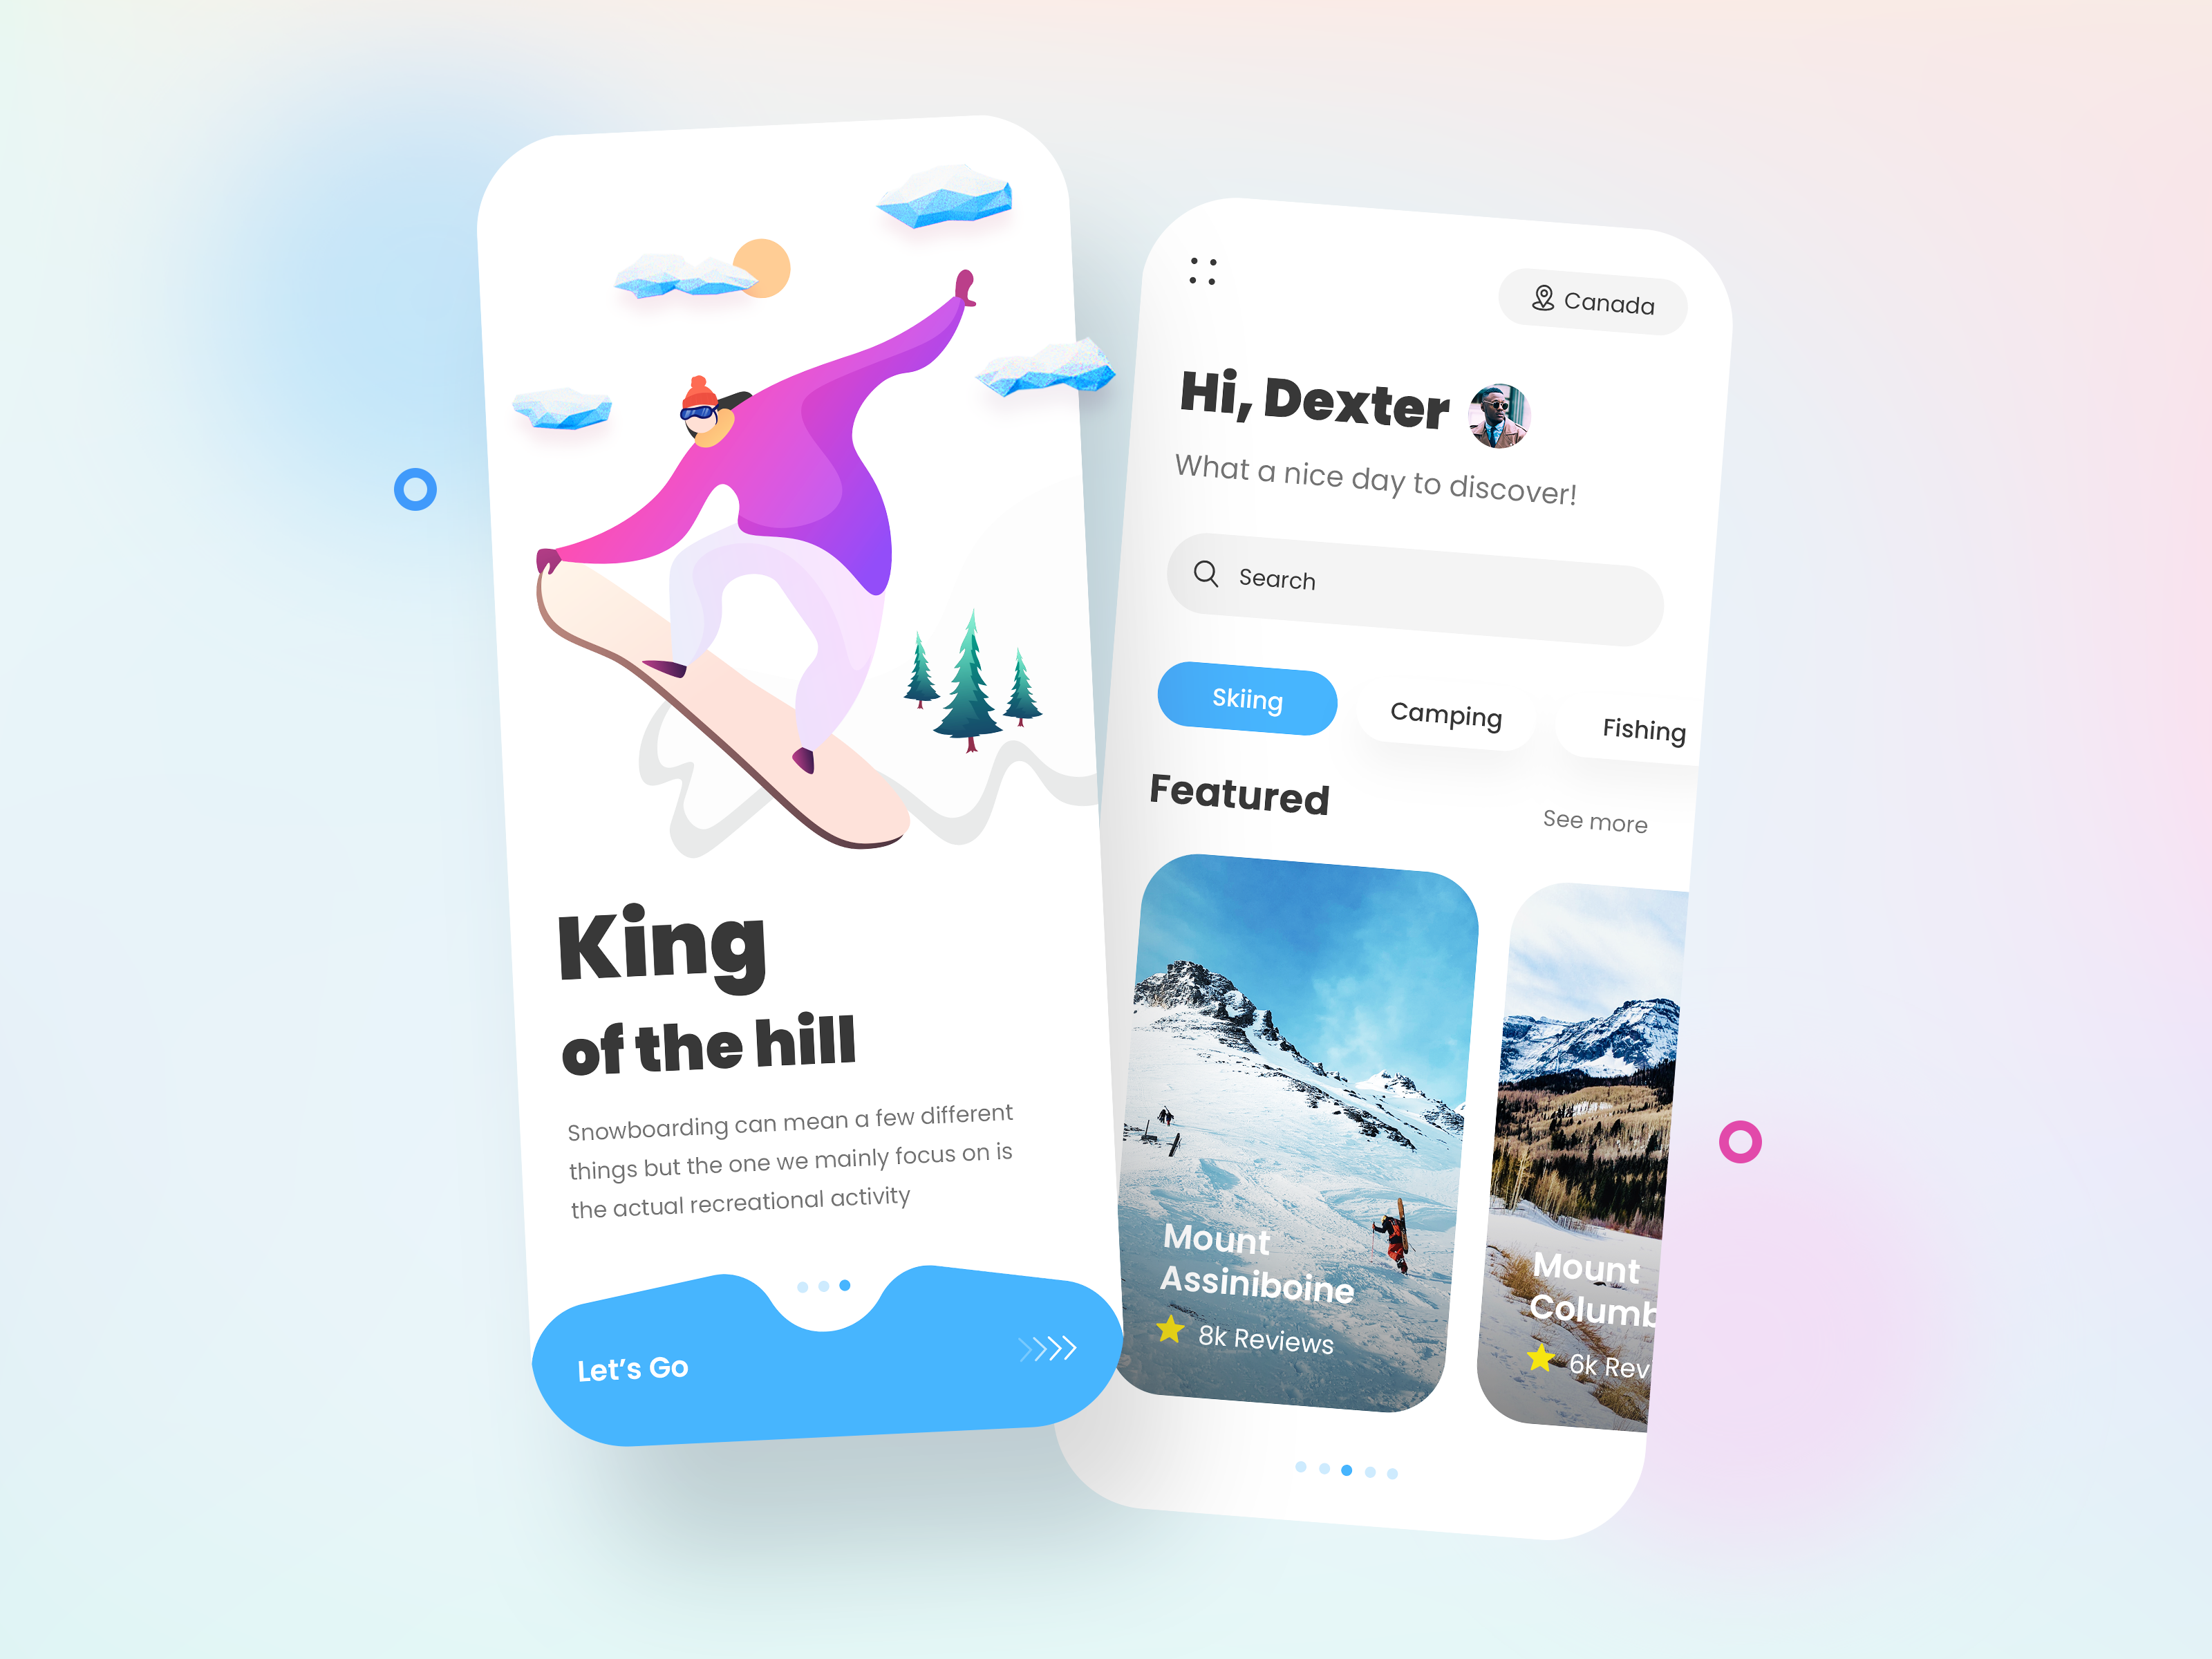 King
of the hill
Snowboarding can mean a few different
things but the one we mainly focus on is
the actual recreational activity
Let’s Go
Canada
Hi, Dexter
What a nice day to discover!
Search
Skiing
Camping
Fishing
Featured
See more
Mount
Assiniboine
8k Reviews
Mount
Columb
6k Rev